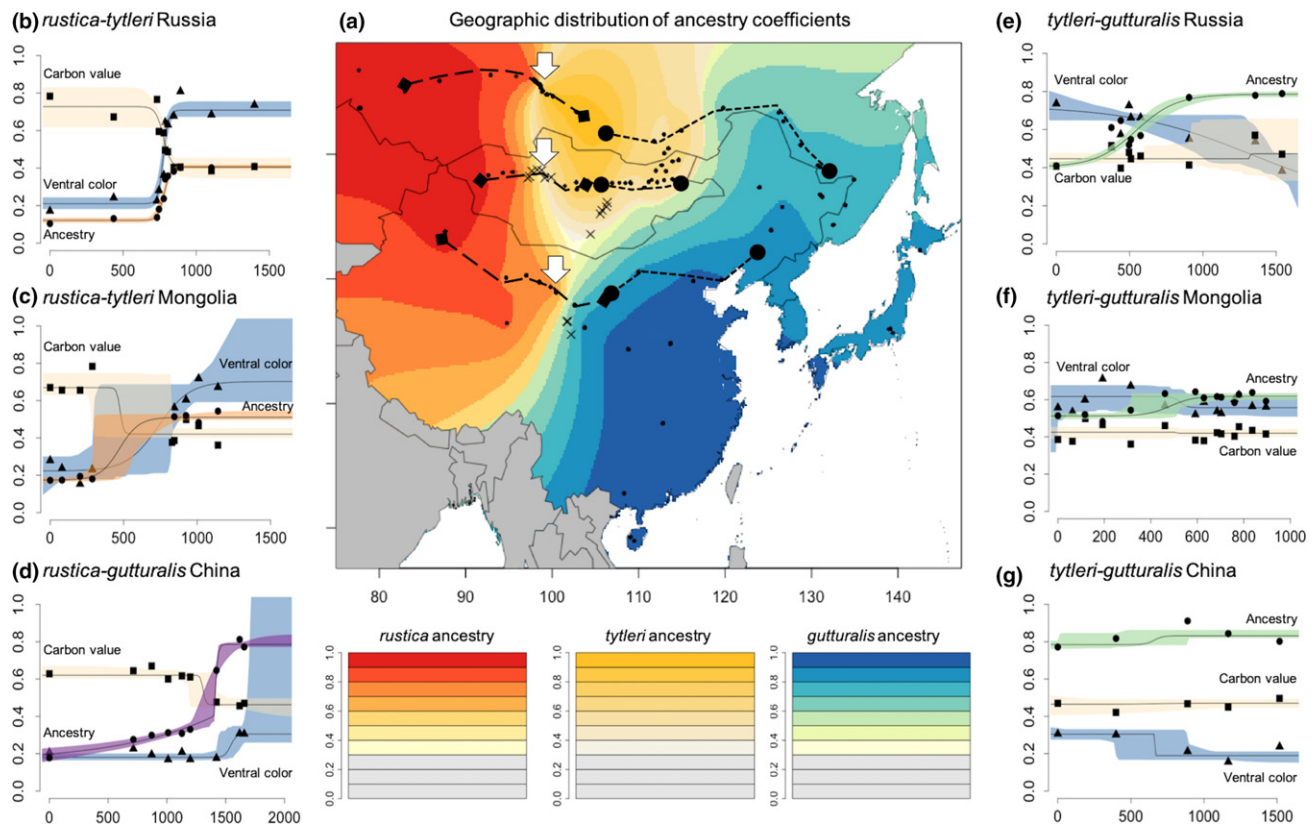 (b) rustica-tytleri Russia
Carbon value
Ventral color
Ancestry
0.0 0.2 0.4 0.6 0.8 1.0
0 500 1000 1500
(c) rustica-tytleri Mongolia
Carbon value
Ventral color
Ancestry
0.0 0.2 0.4 0.6 0.8 1.0
0 500 1000 1500
(d) rustica-gutturalis China
Carbon value
Ancestry
Ventral color
0.0 0.2 0.4 0.6 0.8 1.0
0 500 1000 1500 2000
(a) Geographic distribution of ancestry coefficients
80 90 100 110 120 130 140
rustica ancestry
0.0 0.2 0.4 0.6 0.8 1.0
tytleri ancestry
0.0 0.2 0.4 0.6 0.8 1.0
gutturalis ancestry
0.0 0.2 0.4 0.6 0.8 1.0
(e) tytleri-gutturalis Russia
Ventral color
Ancestry
Carbon value
0.0 0.2 0.4 0.6 0.8 1.0
0 500 1000 1500
(f) tytleri-gutturalis Mongolia
Ventral color
Ancestry
Carbon value
0.0 0.2 0.4 0.6 0.8 1.0
0 200 400 600 800 1000
(g) tytleri-gutturalis China
Ancestry
Carbon value
Ventral color
0.0 0.2 0.4 0.6 0.8 1.0
0 500 1000 1500